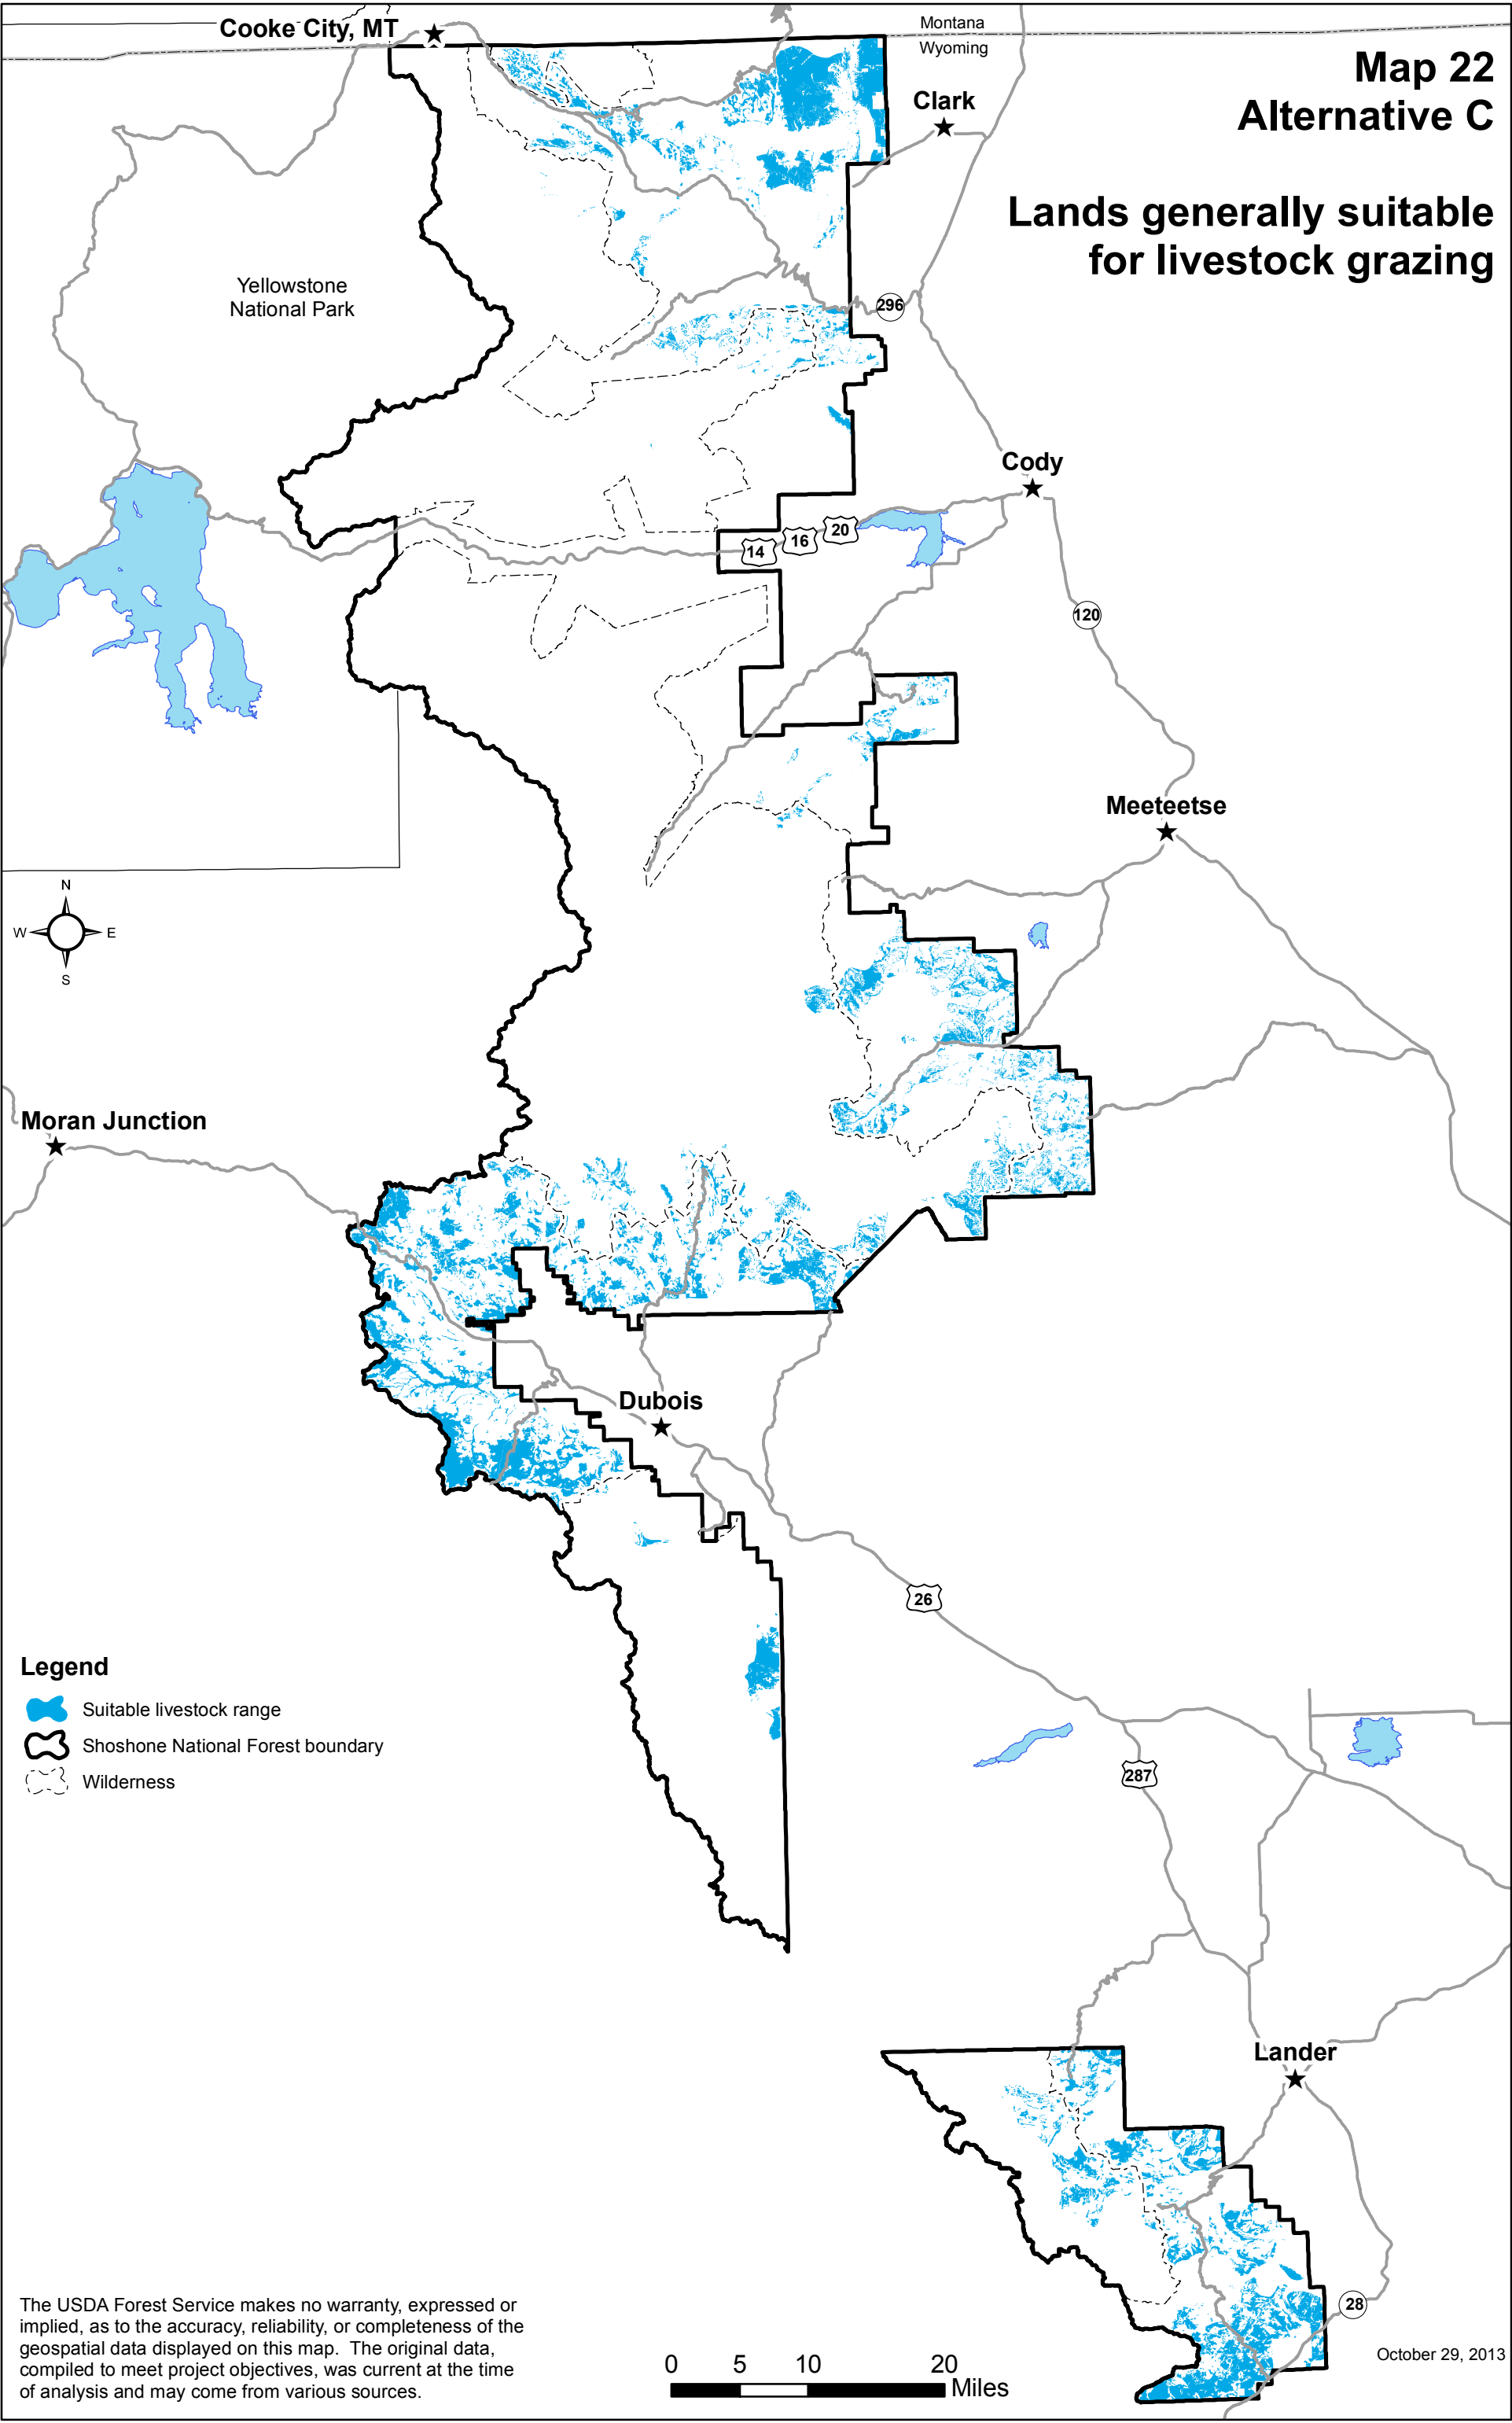 Cooke City, MT
Montana
Wyoming
Map 22
Alternative C
Clark
Lands generally suitable
for livestock grazing
Yellowstone
National Park
296
Cody
14
16
20
120
Meeteetse
N
W
E
S
Moran Junction
Dubois
26
Legend
Suitable livestock range
Shoshone National Forest boundary
Wilderness
287
Lander
28
The USDA Forest Service makes no warranty, expressed or
implied, as to the accuracy, reliability, or completeness of the
geospatial data displayed on this map. The original data,
compiled to meet project objectives, was current at the time
of analysis and may come from various sources.
0 5 10 20
Miles
October 29, 2013